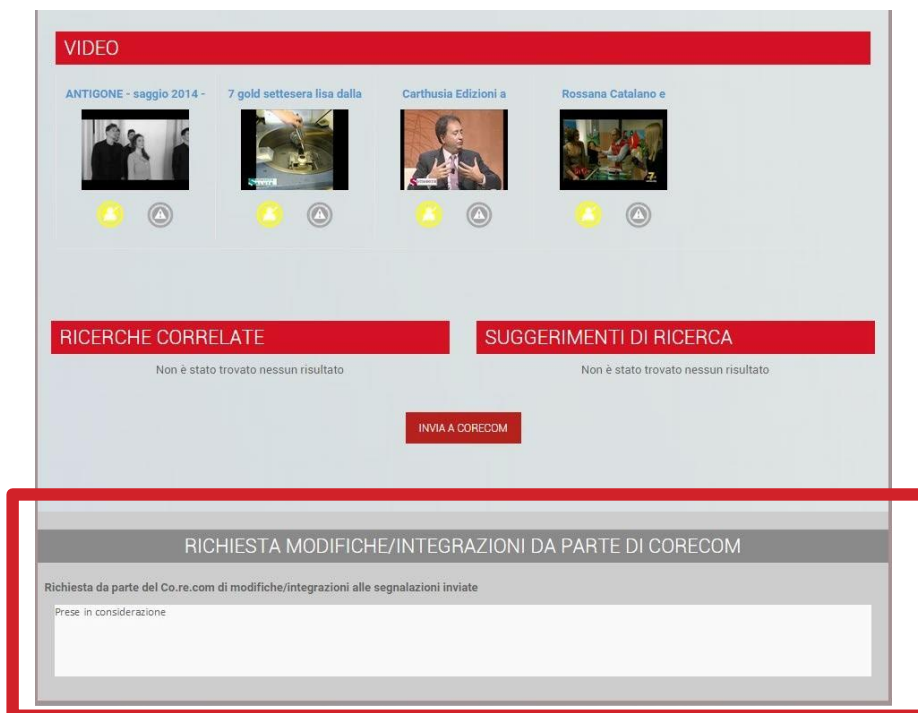 VIDEO
ANTIGONE - saggio 2014 -
7 gold settesera lisa dalla
Carthusia Edizioni a
Rossana Catalano e
RICERCHE CORRELATE
Non è stato trovato nessun risultato
SUGGERIMENTI DI RICERCA
Non è stato trovato nessun risultato
INVIA A CORECOM
RICHIESTA MODIFICHE/INTEGRAZIONI DA PARTE DI CORECOM
Richiesta da parte del Co.re.com di modifiche/integrazioni alle segnalazioni inviate
Prese in considerazione